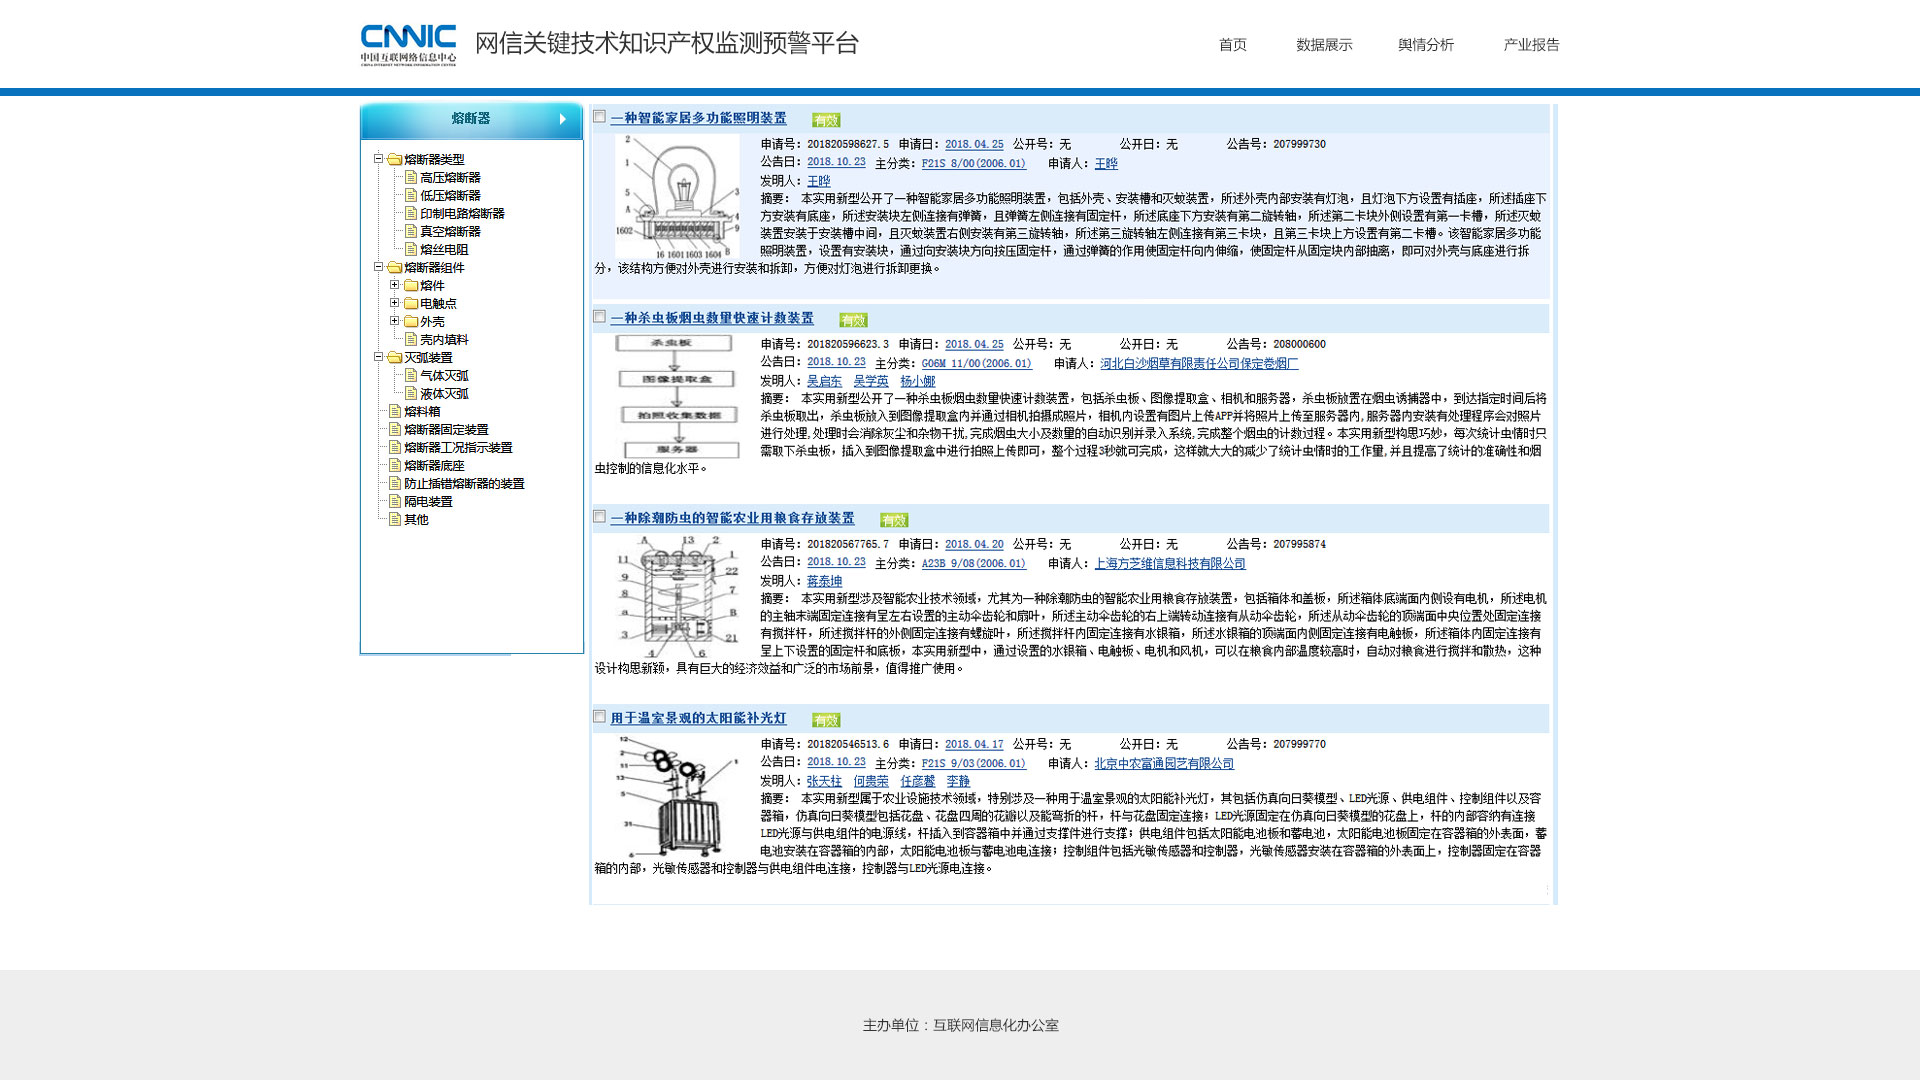 CNNIC 网信关键技术知识产权监测预警平台
中国互联网络信息中心
CHINA INTERNET NETWORK INFORMATION CENTER
首页 数据展示 舆情分析 产业报告
熔断器
熔断器类型
高压熔断器
低压熔断器
印制电路熔断器
真空熔断器
熔丝电阻
熔断器组件
熔件
电触点
外壳
壳内填料
灭弧装置
气体灭弧
液体灭弧
熔料箱
熔断器固定装置
熔断器工况指示装置
熔断器底座
防止插错熔断器的装置
隔电装置
其他
一种智能家居多功能照明装置 有效
2
1
5
A
1602
3
4
9
B
16 1601 1603 1604
申请号：201820598627.5 申请日：2018.04.25 公开号：无 公开日：无 公告号：207999730
公告日：2018.10.23 主分类：F21S 8/00(2006.01) 申请人：王晔
发明人：王晔
摘要： 本实用新型公开了一种智能家居多功能照明装置，包括外壳、安装槽和灭蚊装置，所述外壳内部安装有灯泡，且灯泡下方设置有插座，所述插座下
方安装有底座，所述安装块左侧连接有弹簧，且弹簧左侧连接有固定杆，所述底座下方安装有第二旋转轴，所述第二卡块外侧设置有第一卡槽，所述灭蚊
装置安装于安装槽中间，且灭蚊装置右侧安装有第三旋转轴，所述第三旋转轴左侧连接有第三卡块，且第三卡块上方设置有第二卡槽。该智能家居多功能
照明装置，设置有安装块，通过向安装块方向按压固定杆，通过弹簧的作用使固定杆向内伸缩，使固定杆从固定块内部抽离，即可对外壳与底座进行拆
分，该结构方便对外壳进行安装和拆卸，方便对灯泡进行拆卸更换。
一种杀虫板烟虫数量快速计数装置 有效
杀虫板
图像提取盒
拍照收集数据
服务器
申请号：201820596623.3 申请日：2018.04.25 公开号：无 公开日：无 公告号：208000600
公告日：2018.10.23 主分类：G06M 11/00(2006.01) 申请人：河北白沙烟草有限责任公司保定卷烟厂
发明人：吴启东 吴学英 杨小娜
摘要： 本实用新型公开了一种杀虫板烟虫数量快速计数装置，包括杀虫板、图像提取盒、相机和服务器，杀虫板放置在烟虫诱捕器中，到达指定时间后将
杀虫板取出，杀虫板放入到图像提取盒内并通过相机拍摄成照片，相机内设置有图片上传APP并将照片上传至服务器内,服务器内安装有处理程序会对照片
进行处理,处理时会消除灰尘和杂物干扰,完成烟虫大小及数量的自动识别并录入系统,完成整个烟虫的计数过程。本实用新型构思巧妙，每次统计虫情时只
需取下杀虫板，插入到图像提取盒中进行拍照上传即可，整个过程3秒就可完成，这样就大大的减少了统计虫情时的工作量,并且提高了统计的准确性和烟
虫控制的信息化水平。
一种除潮防虫的智能农业用粮食存放装置 有效
A 13 2
11
9
8
a
3
4 6
1
22
7
B
21
申请号：201820567765.7 申请日：2018.04.20 公开号：无 公开日：无 公告号：207995874
公告日：2018.10.23 主分类：A23B 9/08(2006.01) 申请人：上海方芝维信息科技有限公司
发明人：蒋泰坤
摘要： 本实用新型涉及智能农业技术领域，尤其为一种除潮防虫的智能农业用粮食存放装置，包括箱体和盖板，所述箱体底端面内侧设有电机，所述电机
的主轴末端固定连接有呈左右设置的主动伞齿轮和扇叶，所述主动伞齿轮的右上端转动连接有从动伞齿轮，所述从动伞齿轮的顶端面中央位置处固定连接
有搅拌杆，所述搅拌杆的外侧固定连接有螺旋叶，所述搅拌杆内固定连接有水银箱，所述水银箱的顶端面内侧固定连接有电触板，所述箱体内固定连接有
呈上下设置的固定杆和底板，本实用新型中，通过设置的水银箱、电触板、电机和风机，可以在粮食内部温度较高时，自动对粮食进行搅拌和散热，这种
设计构思新颖，具有巨大的经济效益和广泛的市场前景，值得推广使用。
用于温室景观的太阳能补光灯 有效
12
2
11
13
5
31
6
1
申请号：201820546513.6 申请日：2018.04.17 公开号：无 公开日：无 公告号：207999770
公告日：2018.10.23 主分类：F21S 9/03(2006.01) 申请人：北京中农富通园艺有限公司
发明人：张天柱 何贵荣 任彦馨 李静
摘要： 本实用新型属于农业设施技术领域，特别涉及一种用于温室景观的太阳能补光灯，其包括仿真向日葵模型、LED光源、供电组件、控制组件以及容
器箱，仿真向日葵模型包括花盘、花盘四周的花瓣以及能弯折的杆，杆与花盘固定连接；LED光源固定在仿真向日葵模型的花盘上，杆的内部容纳有连接
LED光源与供电组件的电源线，杆插入到容器箱中并通过支撑件进行支撑；供电组件包括太阳能电池板和蓄电池，太阳能电池板固定在容器箱的外表面，蓄
电池安装在容器箱的内部，太阳能电池板与蓄电池电连接；控制组件包括光敏传感器和控制器，光敏传感器安装在容器箱的外表面上，控制器固定在容器
箱的内部，光敏传感器和控制器与供电组件电连接，控制器与LED光源电连接。
主办单位：互联网信息化办公室